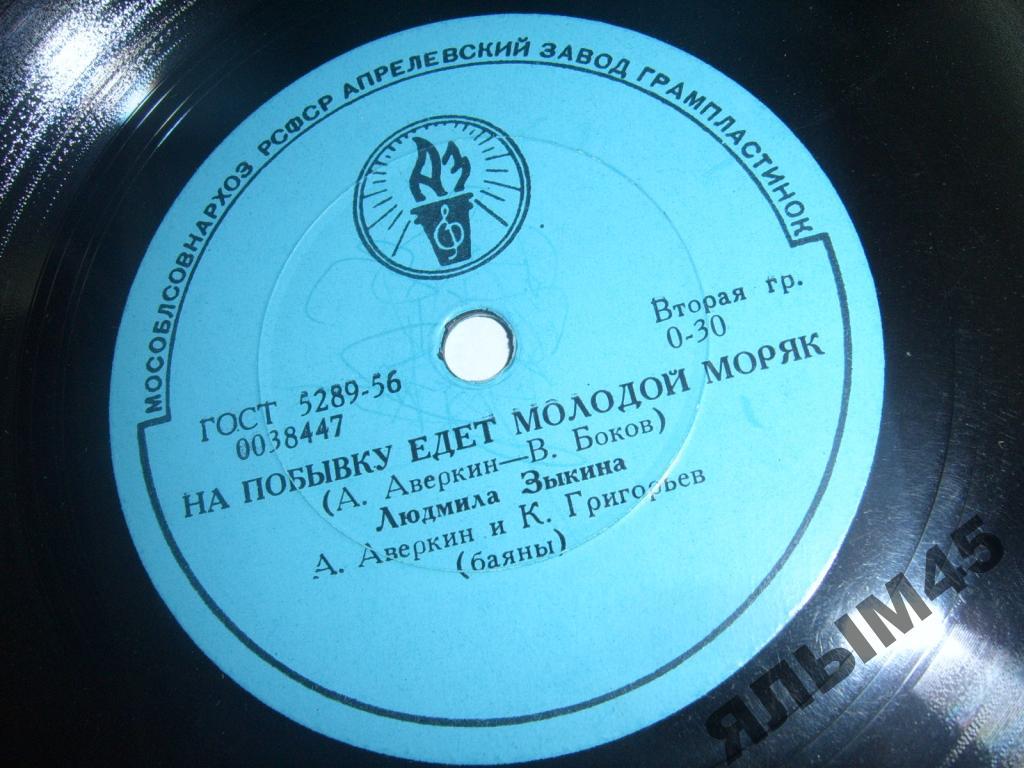 МОСОБЛСОВНАРХОЗ РСФСР АПРЕЛЕВСКИЙ ЗАВОД ГРАМПЛАСТИНОК
АЗ
Вторая гр.
0-30
ГОСТ 5289-56
0038447
НА ПОБЫВКУ ЕДЕТ МОЛОДОЙ МОРЯК
(А. Аверкин—В. Боков)
Людмила Зыкина
А. Аверкин и К. Григорьев
(баяны)
ЯЛЫМ45